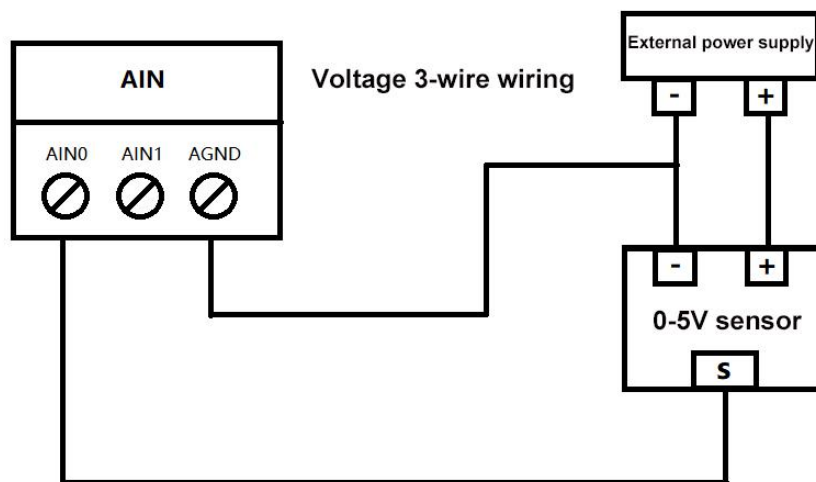 AIN
Voltage 3-wire wiring
External power supply
- +
AIN0 AIN1 AGND
- +
0-5V sensor
S